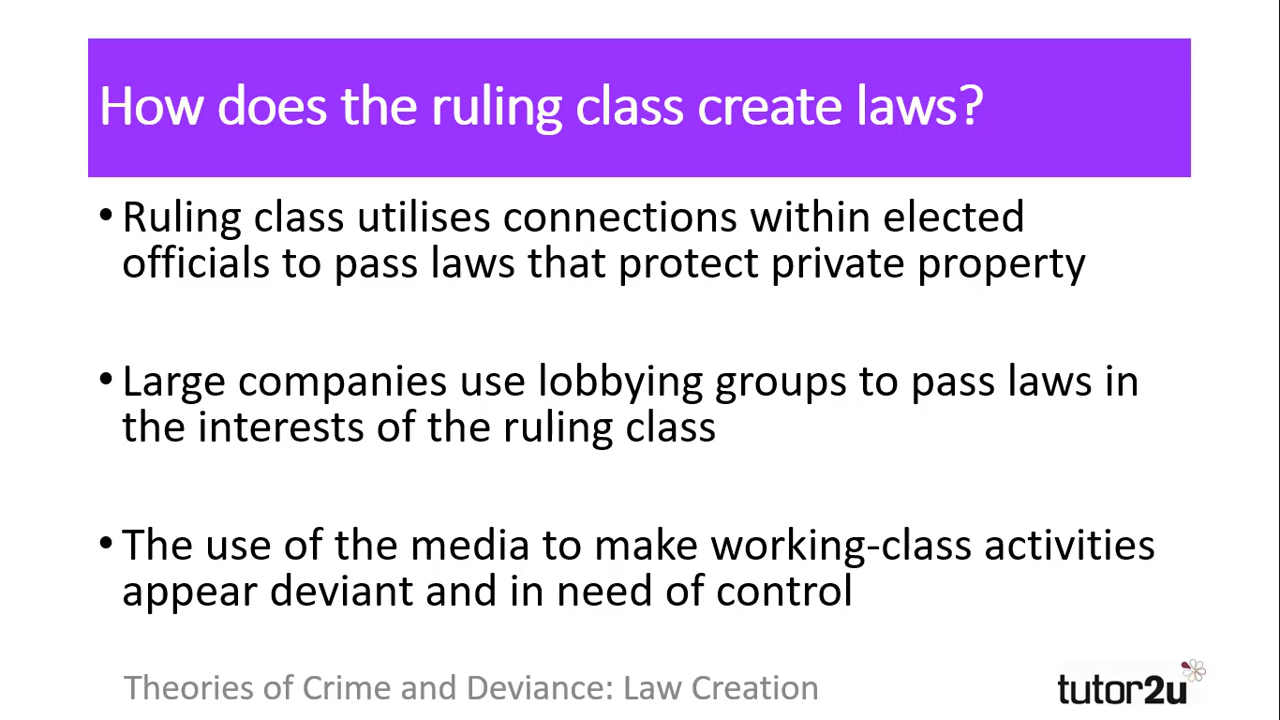 How does the ruling class create laws?
• Ruling class utilises connections within elected
officials to pass laws that protect private property
• Large companies use lobbying groups to pass laws in
the interests of the ruling class
• The use of the media to make working-class activities
appear deviant and in need of control
Theories of Crime and Deviance: Law Creation
tutor2u